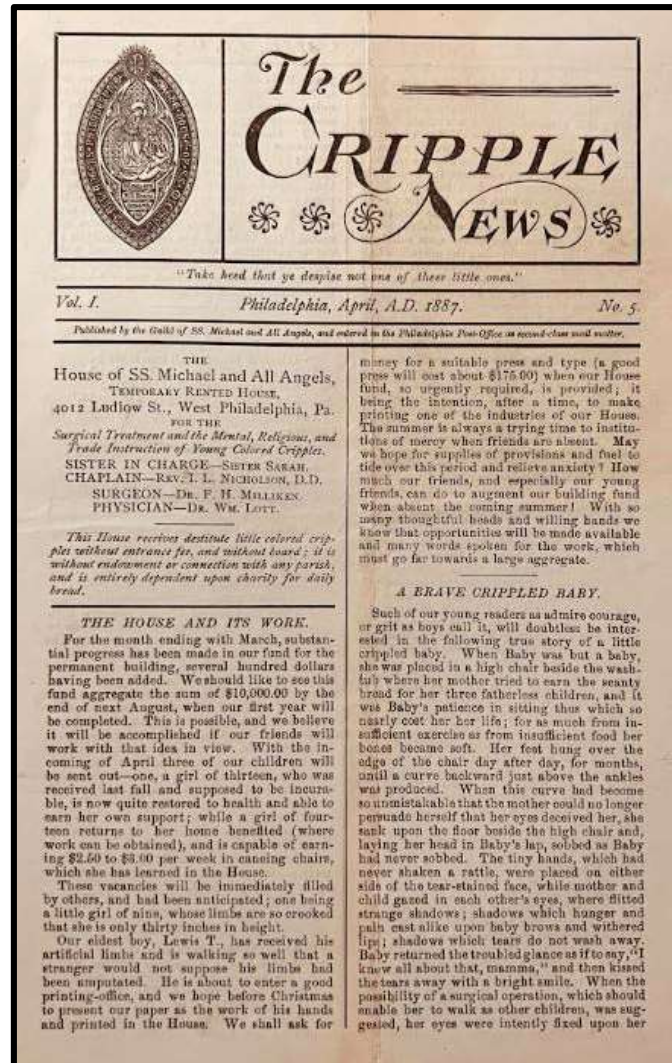 The
CRIPPLE
NEWS
"Take heed that ye despise not one of these little ones."
Vol. I. Philadelphia, April, A.D. 1887. No. 5.
Published by the Guild of SS. Michael and All Angels, and entered in the Philadelphia Post-Office as second-class mail matter.
THE
House of SS. Michael and All Angels,
TEMPORARY RENTED HOUSE,
4012 Ludlow St., West Philadelphia, Pa.
FOR THE
Surgical Treatment and the Mental, Religious, and
Trade Instruction of Young Colored Cripples.
SISTER IN CHARGE—SISTER SARAH.
CHAPLAIN—REV. I. L. NICHOLSON, D.D.
SURGEON—DR. F. H. MILLIKEN.
PHYSICIAN—DR. WM. LOTT.
This House receives destitute little colored crip-
ples without entrance fee, and without board; it is
without endowment or connection with any parish,
and is entirely dependent upon charity for daily
bread.
THE HOUSE AND ITS WORK.
For the month ending with March, substan-
tial progress has been made in our fund for the
permanent building, several hundred dollars
having been added. We should like to see this
fund aggregate the sum of $10,000.00 by the
end of next August, when our first year will
be completed. This is possible, and we believe
it will be accomplished if our friends will
work with that idea in view. With the in-
coming of April three of our children will
be sent out—one, a girl of thirteen, who was
received last fall and supposed to be incura-
ble, is now quite restored to health and able to
earn her own support; while a girl of four-
teen returns to her home benefited (where
work can be obtained), and is capable of earn-
ing $2.50 to $3.00 per week in caneing chairs,
which she has learned in the House.
These vacancies will be immediately filled
by others, and had been anticipated; one being
a little girl of nine, whose limbs are so crooked
that she is only thirty inches in height.
Our eldest boy, Lewis T., has received his
artificial limbs and is walking so well that a
stranger would not suppose his limbs had
been amputated. He is about to enter a good
printing-office, and we hope before Christmas
to present our paper as the work of his hands
and printed in the House. We shall ask for
money for a suitable press and type (a good
press will cost about $175.00) when our House
fund, so urgently required, is provided; it
being the intention, after a time, to make
printing one of the industries of our House.
The summer is always a trying time to institu-
tions of mercy when friends are absent. May
we hope for supplies of provisions and fuel to
tide over this period and relieve anxiety? How
much our friends, and especially our young
friends, can do to augment our building fund
when absent the coming summer! With so
many thoughtful heads and willing hands we
know that opportunities will be made available
and many words spoken for the work, which
must go far towards a large aggregate.
A BRAVE CRIPPLED BABY.
Such of our young readers as admire courage,
or grit as boys call it, will doubtless be inter-
ested in the following true story of a little
crippled baby. When Baby was but a baby,
she was placed in a high chair beside the wash-
tub where her mother tried to earn the scanty
bread for her three fatherless children, and it
was Baby's patience in sitting thus which so
nearly cost her her life; for as much from in-
sufficient exercise as from insufficient food her
bones became soft. Her feet hung over the
edge of the chair day after day, for months,
until a curve backward just above the ankles
was produced. When this curve had become
so unmistakable that the mother could no longer
persuade herself that her eyes deceived her, she
sank upon the floor beside the high chair and,
laying her head in Baby's lap, sobbed as Baby
had never sobbed. The tiny hands, which had
never shaken a rattle, were placed on either
side of the tear-stained face, while mother and
child gazed in each other's eyes, where flitted
strange shadows; shadows which hunger and
pain cast alike upon baby brows and withered
lips; shadows which tears do not wash away.
Baby returned the troubled glance as if to say, "I
know all about that, mamma," and then kissed
the tears away with a bright smile. When the
possibility of a surgical operation, which should
enable her to walk as other children, was sug-
gested, her eyes were intently fixed upon her